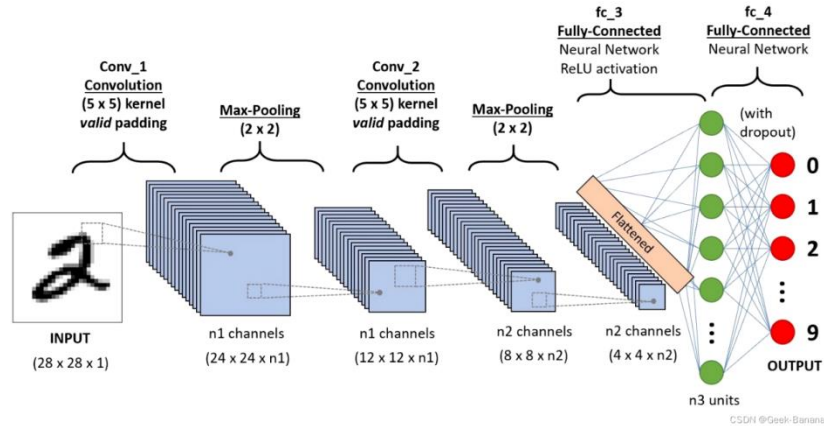 fc_3
Fully-Connected
Neural Network
ReLU activation
fc_4
Fully-Connected
Neural Network
Conv_1
Convolution
(5 x 5) kernel
valid padding
Max-Pooling
(2 x 2)
Conv_2
Convolution
(5 x 5) kernel
valid padding
Max-Pooling
(2 x 2)
(with
dropout)
Flattened
0
1
2
9
INPUT
(28 x 28 x 1)
n1 channels
(24 x 24 x n1)
n1 channels
(12 x 12 x n1)
n2 channels
(8 x 8 x n2)
n2 channels
(4 x 4 x n2)
n3 units
OUTPUT
CSDN @Geek-Banana